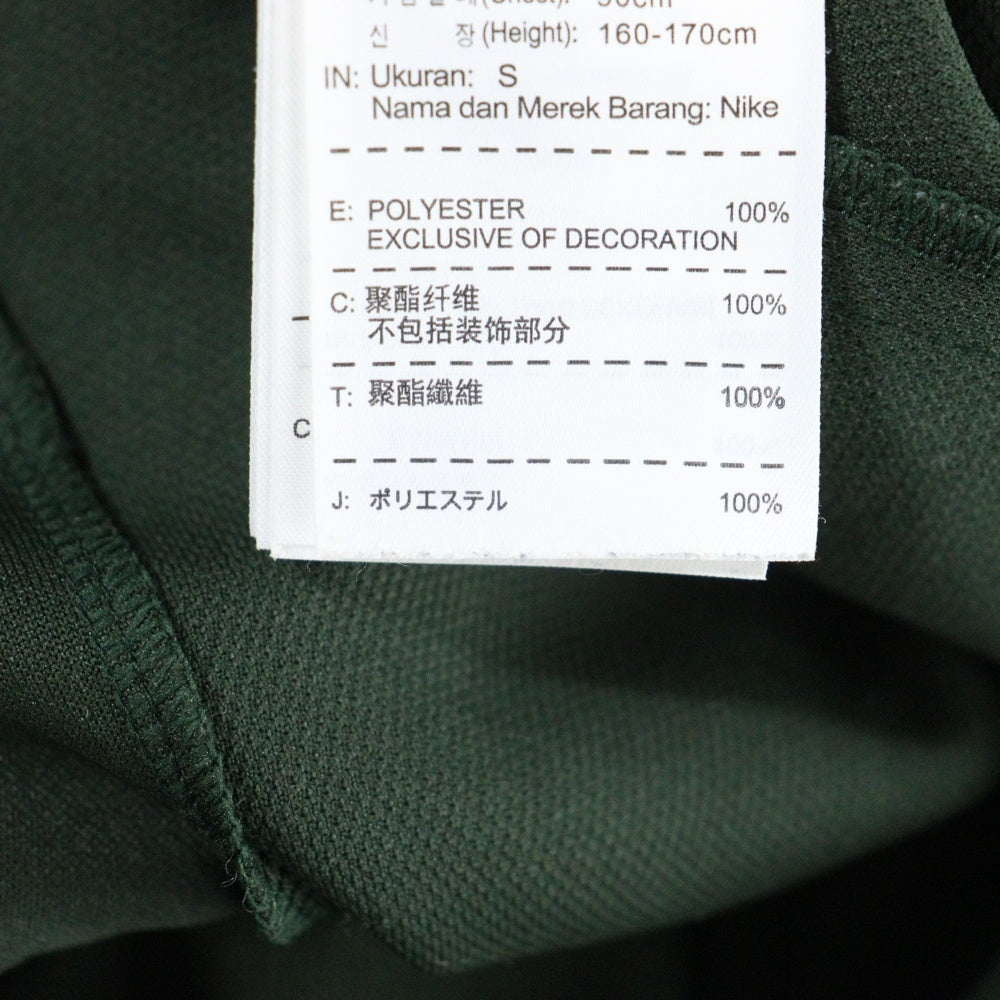 (Chest): 90cm
신 장 (Height): 160-170cm
IN: Ukuran: S
Nama dan Merek Barang: Nike
E: POLYESTER 100%
EXCLUSIVE OF DECORATION
C: 聚酯纤维 100%
不包括装饰部分
T: 聚酯纖維 100%
C
J: ポリエステル 100%